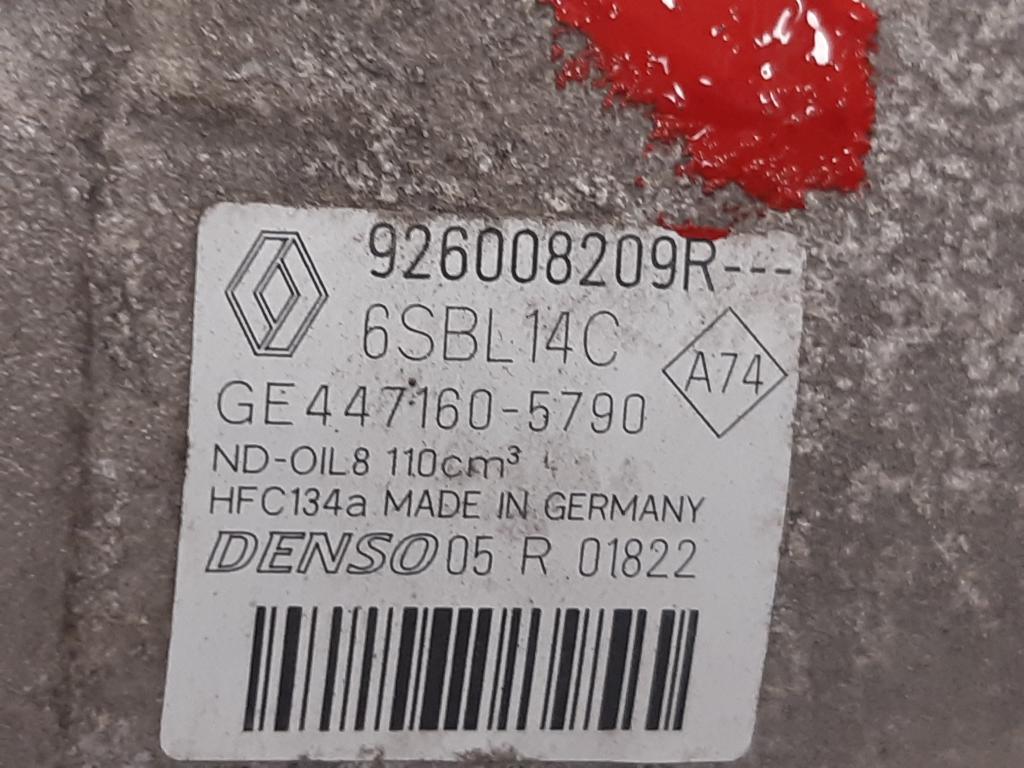 926008209R---
6SBL14C
A74
GE447160-5790
ND-OIL8 110cm³
HFC134a MADE IN GERMANY
DENSO 05 R 01822